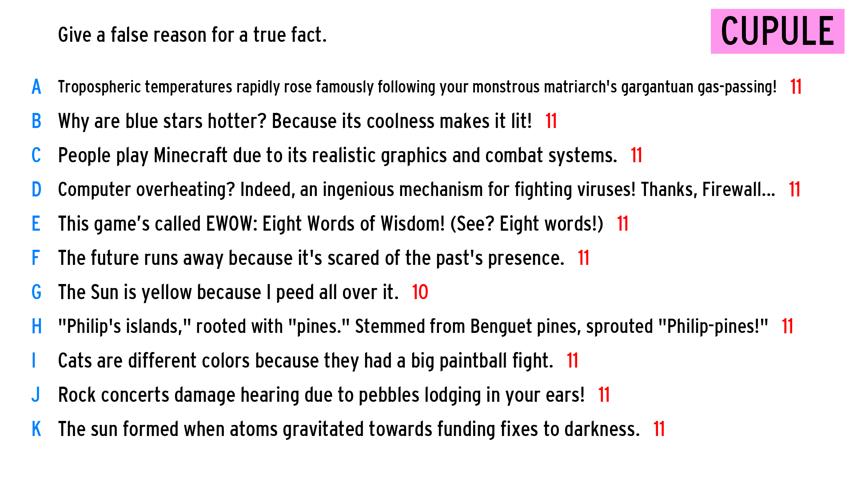 Give a false reason for a true fact.
CUPULE
A Tropospheric temperatures rapidly rose famously following your monstrous matriarch's gargantuan gas-passing! 11
B Why are blue stars hotter? Because its coolness makes it lit! 11
C People play Minecraft due to its realistic graphics and combat systems. 11
D Computer overheating? Indeed, an ingenious mechanism for fighting viruses! Thanks, Firewall... 11
E This game's called EWOW: Eight Words of Wisdom! (See? Eight words!) 11
F The future runs away because it's scared of the past's presence. 11
G The Sun is yellow because I peed all over it. 10
H "Philip's islands," rooted with "pines." Stemmed from Benguet pines, sprouted "Philip-pines!" 11
I Cats are different colors because they had a big paintball fight. 11
J Rock concerts damage hearing due to pebbles lodging in your ears! 11
K The sun formed when atoms gravitated towards funding fixes to darkness. 11